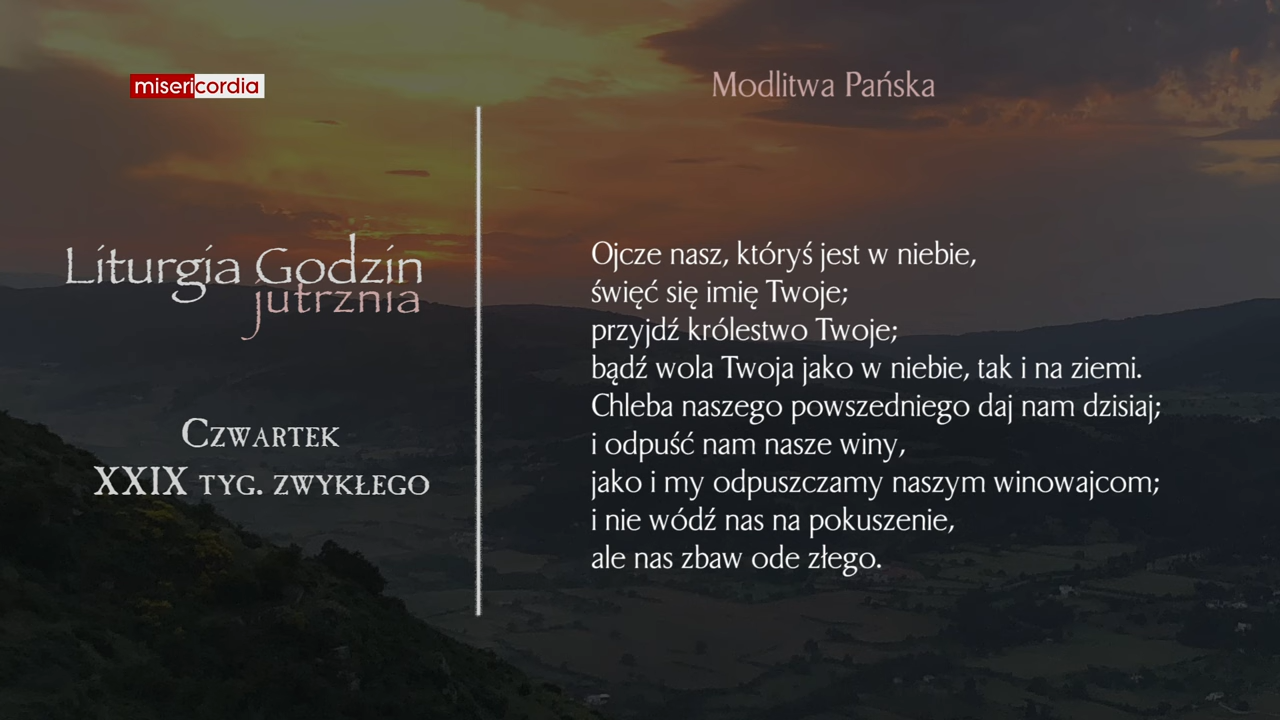 misericordia
Liturgia Godzin
jutrznia
Czwartek
XXIX tyg. zwykłego
Modlitwa Pańska
Ojcze nasz, któryś jest w niebie,
święć się imię Twoje;
przyjdź królestwo Twoje;
bądź wola Twoja jako w niebie, tak i na ziemi.
Chleba naszego powszedniego daj nam dzisiaj;
i odpuść nam nasze winy,
jako i my odpuszczamy naszym winowajcom;
i nie wódź nas na pokuszenie,
ale nas zbaw ode złego.